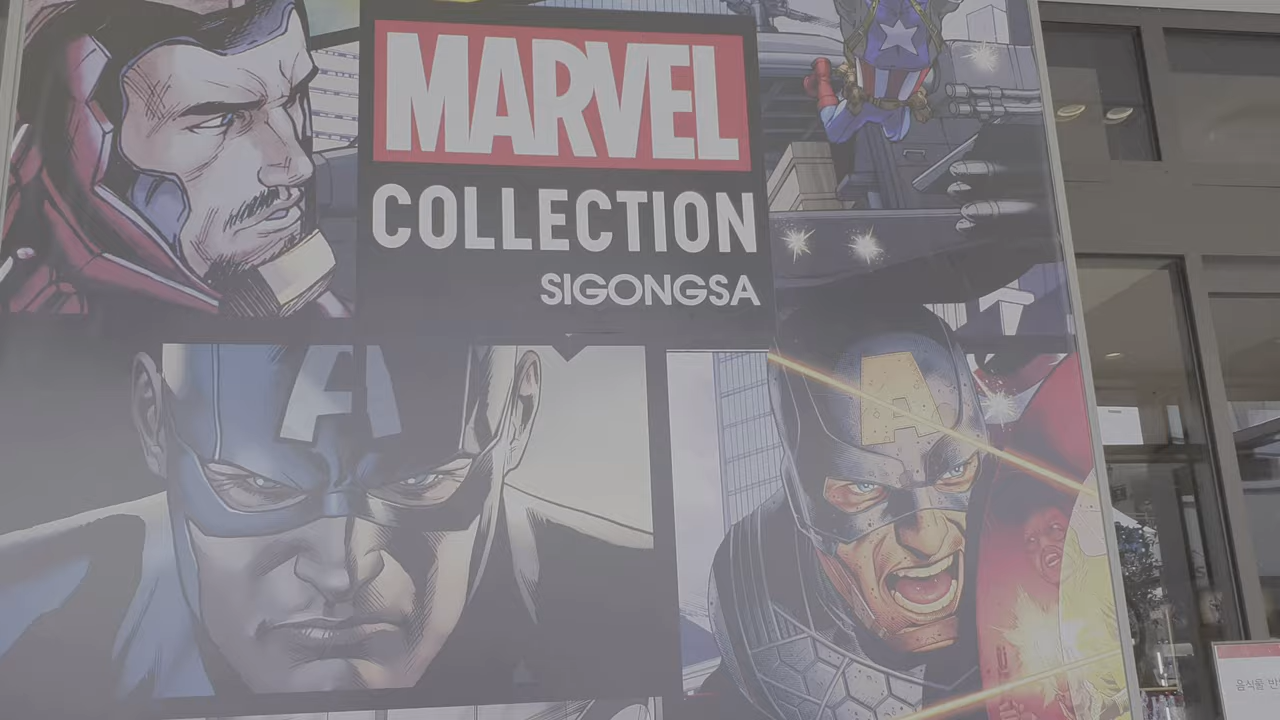 MARVEL
COLLECTION
SIGONGSA
A
A
음식물 반